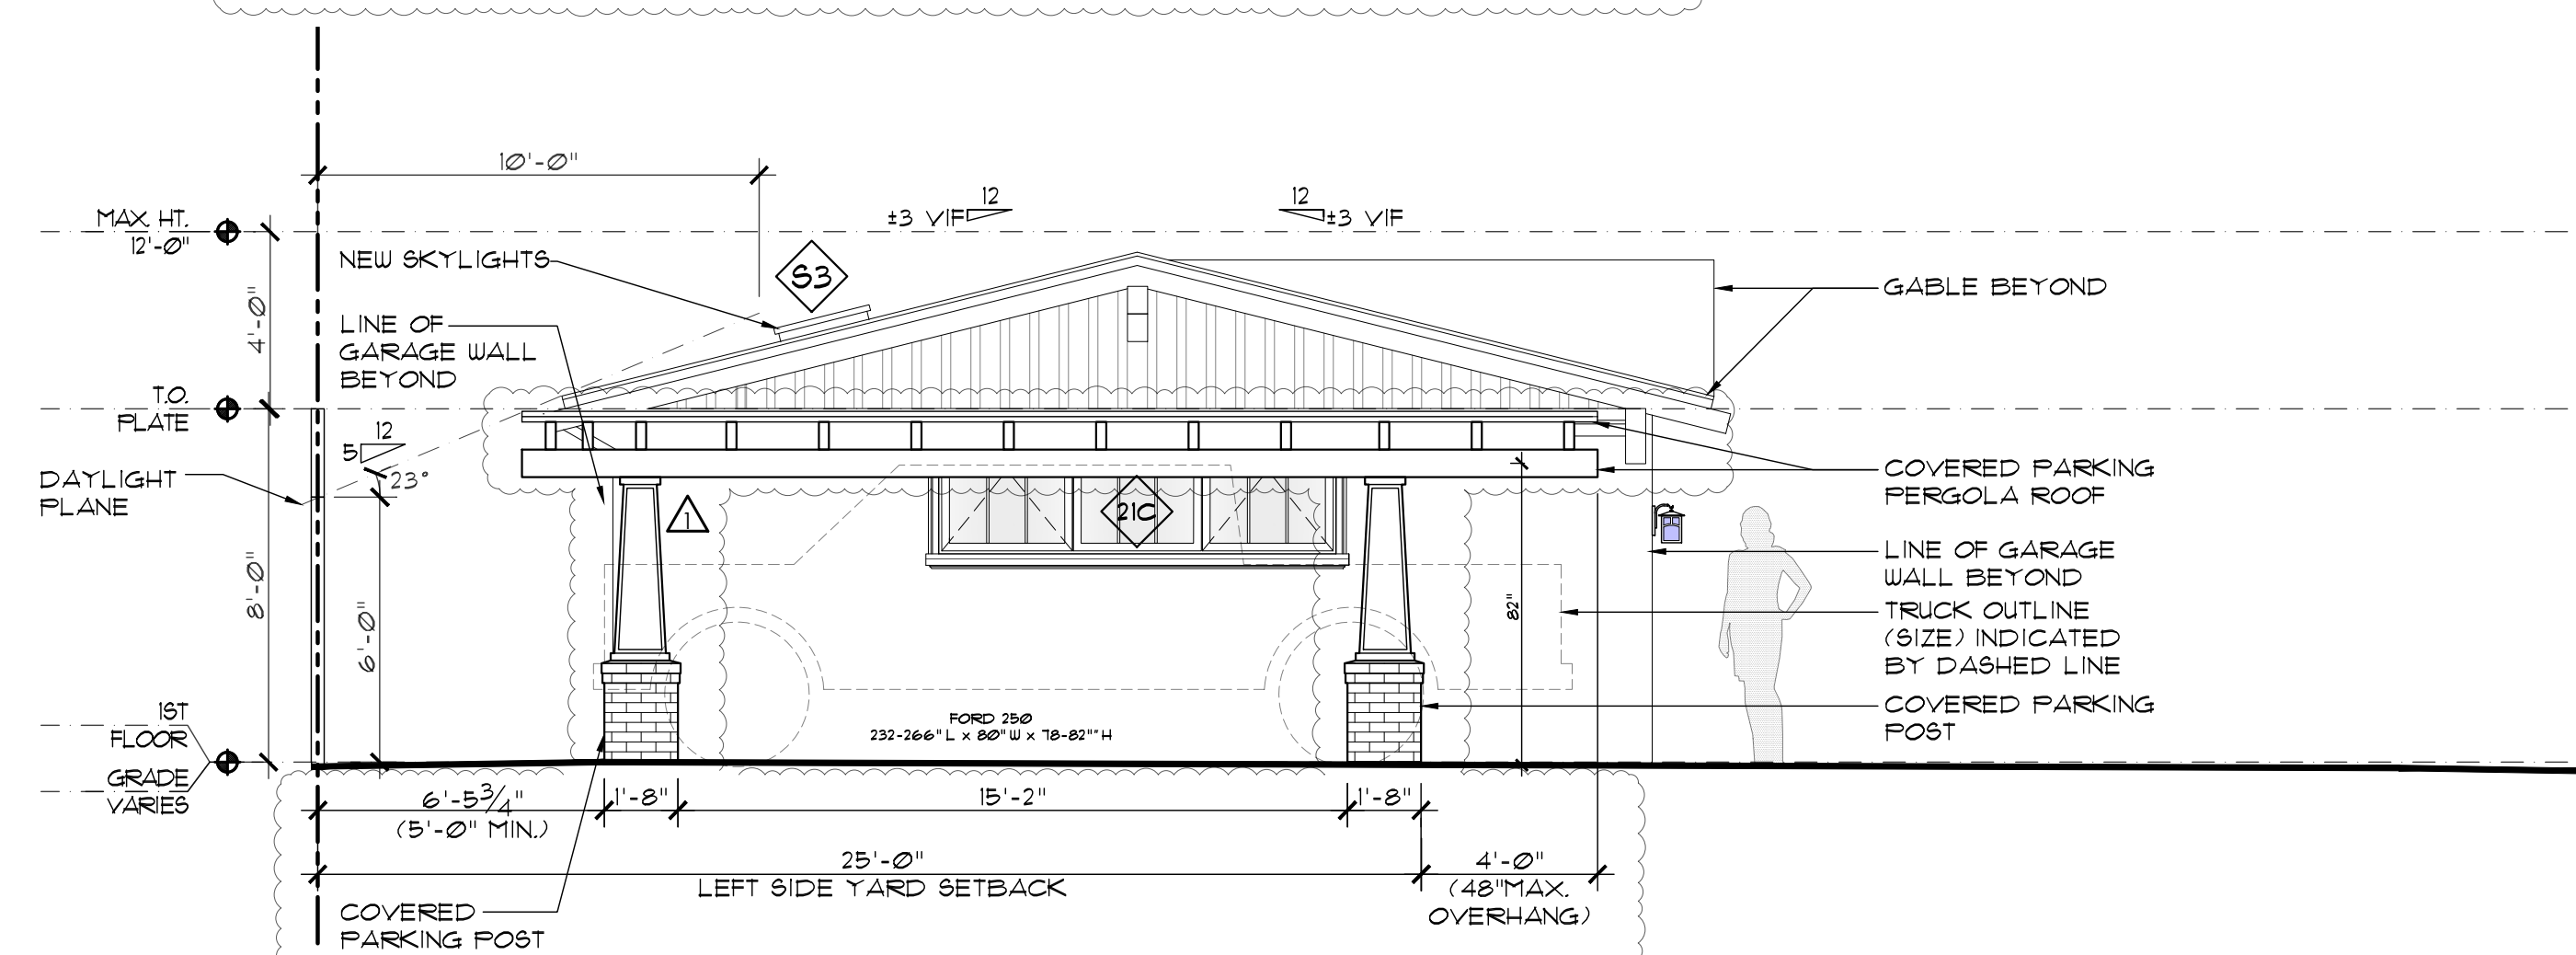 10'-0"
12
±3 VIF
12
±3 VIF
MAX. HT.
12'-0"
NEW SKYLIGHTS
S3
GABLE BEYOND
4'-0"
LINE OF
GARAGE WALL
BEYOND
T.O.
PLATE
12
5
23°
DAYLIGHT
PLANE
COVERED PARKING
PERGOLA ROOF
1
21C
LINE OF GARAGE
WALL BEYOND
8'-0"
6'-0"
82"
TRUCK OUTLINE
(SIZE) INDICATED
BY DASHED LINE
COVERED PARKING
POST
1ST
FLOOR
FORD 250
232-266" L x 80" W x 78-82"" H
GRADE
VARIES
6'-5 3/4"
(5'-0" MIN.)
1'-8"
15'-2"
1'-8"
25'-0"
LEFT SIDE YARD SETBACK
4'-0"
(48"MAX.
OVERHANG)
COVERED
PARKING POST